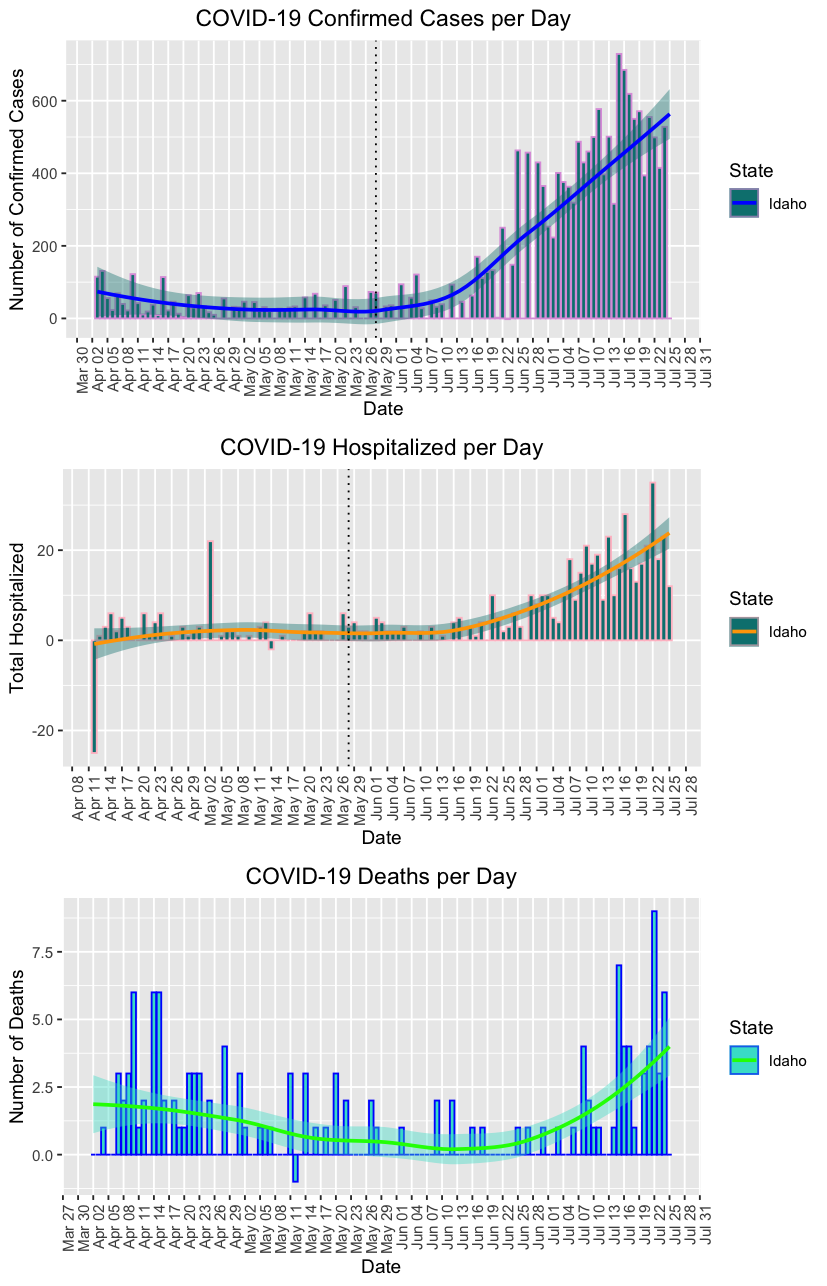 COVID-19 Confirmed Cases per Day
Number of Confirmed Cases
600
400
200
0
Mar 30
Apr 02
Apr 05
Apr 08
Apr 11
Apr 14
Apr 17
Apr 20
Apr 23
Apr 26
Apr 29
May 02
May 05
May 08
May 11
May 14
May 17
May 20
May 23
May 26
May 29
Jun 01
Jun 04
Jun 07
Jun 10
Jun 13
Jun 16
Jun 19
Jun 22
Jun 25
Jun 28
Jul 01
Jul 04
Jul 07
Jul 10
Jul 13
Jul 16
Jul 19
Jul 22
Jul 25
Jul 28
Jul 31
Date
State
Idaho
COVID-19 Hospitalized per Day
Total Hospitalized
20
0
-20
Apr 08
Apr 11
Apr 14
Apr 17
Apr 20
Apr 23
Apr 26
Apr 29
May 02
May 05
May 08
May 11
May 14
May 17
May 20
May 23
May 26
May 29
Jun 01
Jun 04
Jun 07
Jun 10
Jun 13
Jun 16
Jun 19
Jun 22
Jun 25
Jun 28
Jul 01
Jul 04
Jul 07
Jul 10
Jul 13
Jul 16
Jul 19
Jul 22
Jul 25
Jul 28
Date
State
Idaho
COVID-19 Deaths per Day
Number of Deaths
7.5
5.0
2.5
0.0
Mar 27
Mar 30
Apr 02
Apr 05
Apr 08
Apr 11
Apr 14
Apr 17
Apr 20
Apr 23
Apr 26
Apr 29
May 02
May 05
May 08
May 11
May 14
May 17
May 20
May 23
May 26
May 29
Jun 01
Jun 04
Jun 07
Jun 10
Jun 13
Jun 16
Jun 19
Jun 22
Jun 25
Jun 28
Jul 01
Jul 04
Jul 07
Jul 10
Jul 13
Jul 16
Jul 19
Jul 22
Jul 25
Jul 28
Jul 31
Date
State
Idaho